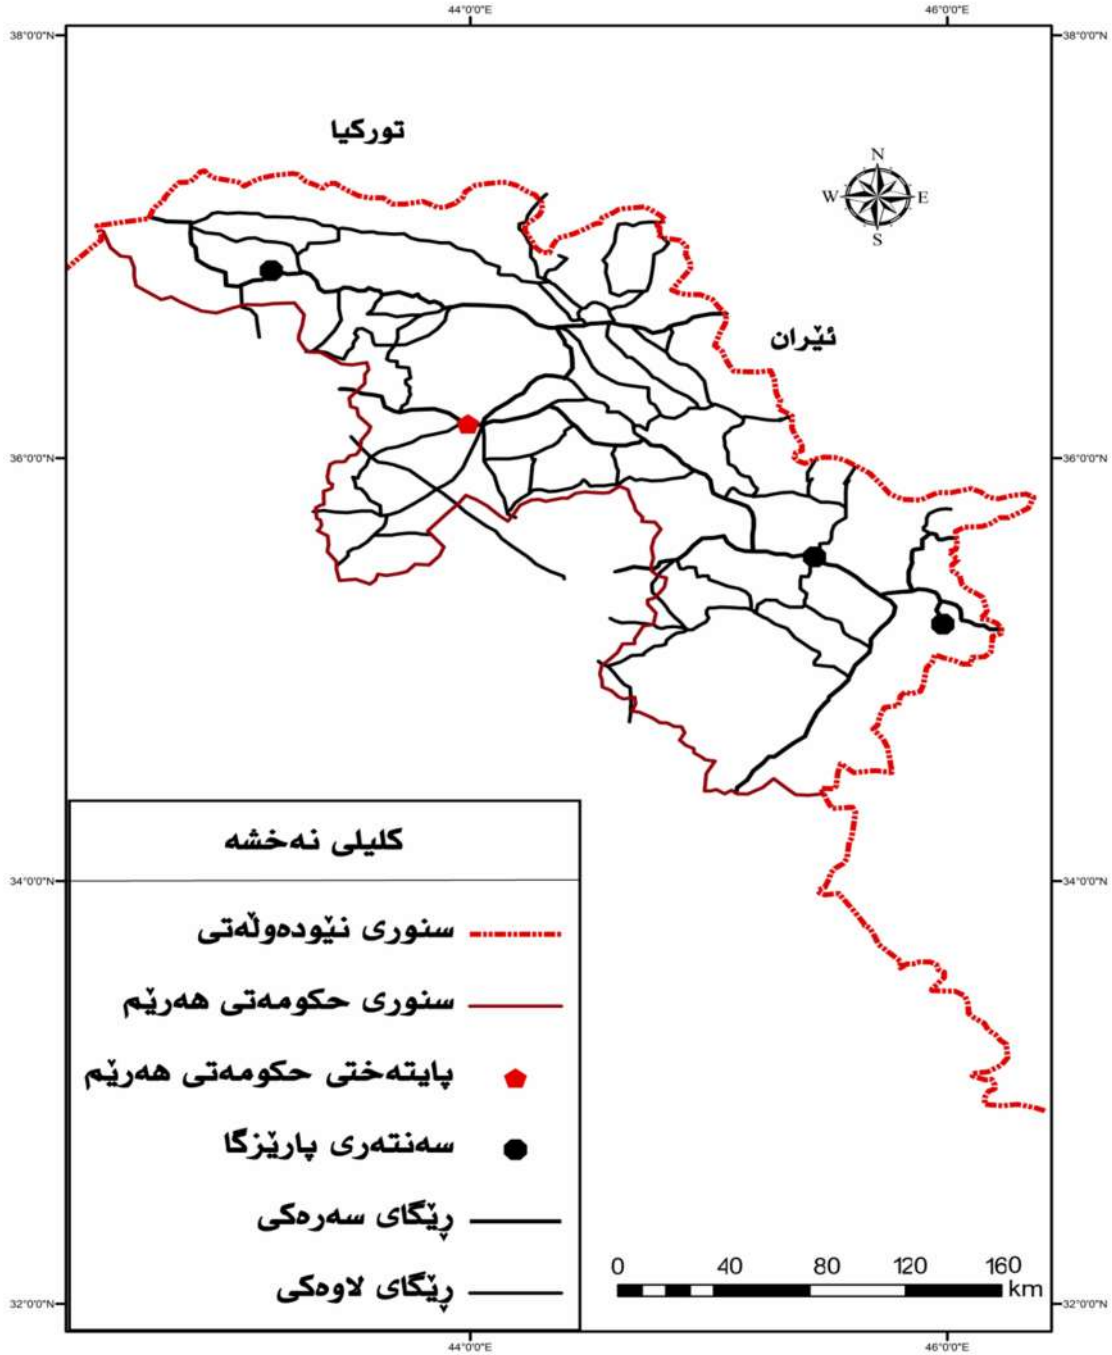 44°0'0"E 46°0'0"E
38°0'0"N 38°0'0"N
تورکیا
N
W E
S
ئێران
36°0'0"N 36°0'0"N
کلیلی نەخشە
34°0'0"N 34°0'0"N
سنوری نێودەوڵەتی
سنوری حکومەتی هەرێم
پایتەختی حکومەتی هەرێم
سەنتەری پارێزگا
ڕێگای سەرەکی
0 40 80 120 160
km
ڕێگای لاوەکی
32°0'0"N 32°0'0"N
44°0'0"E 46°0'0"E